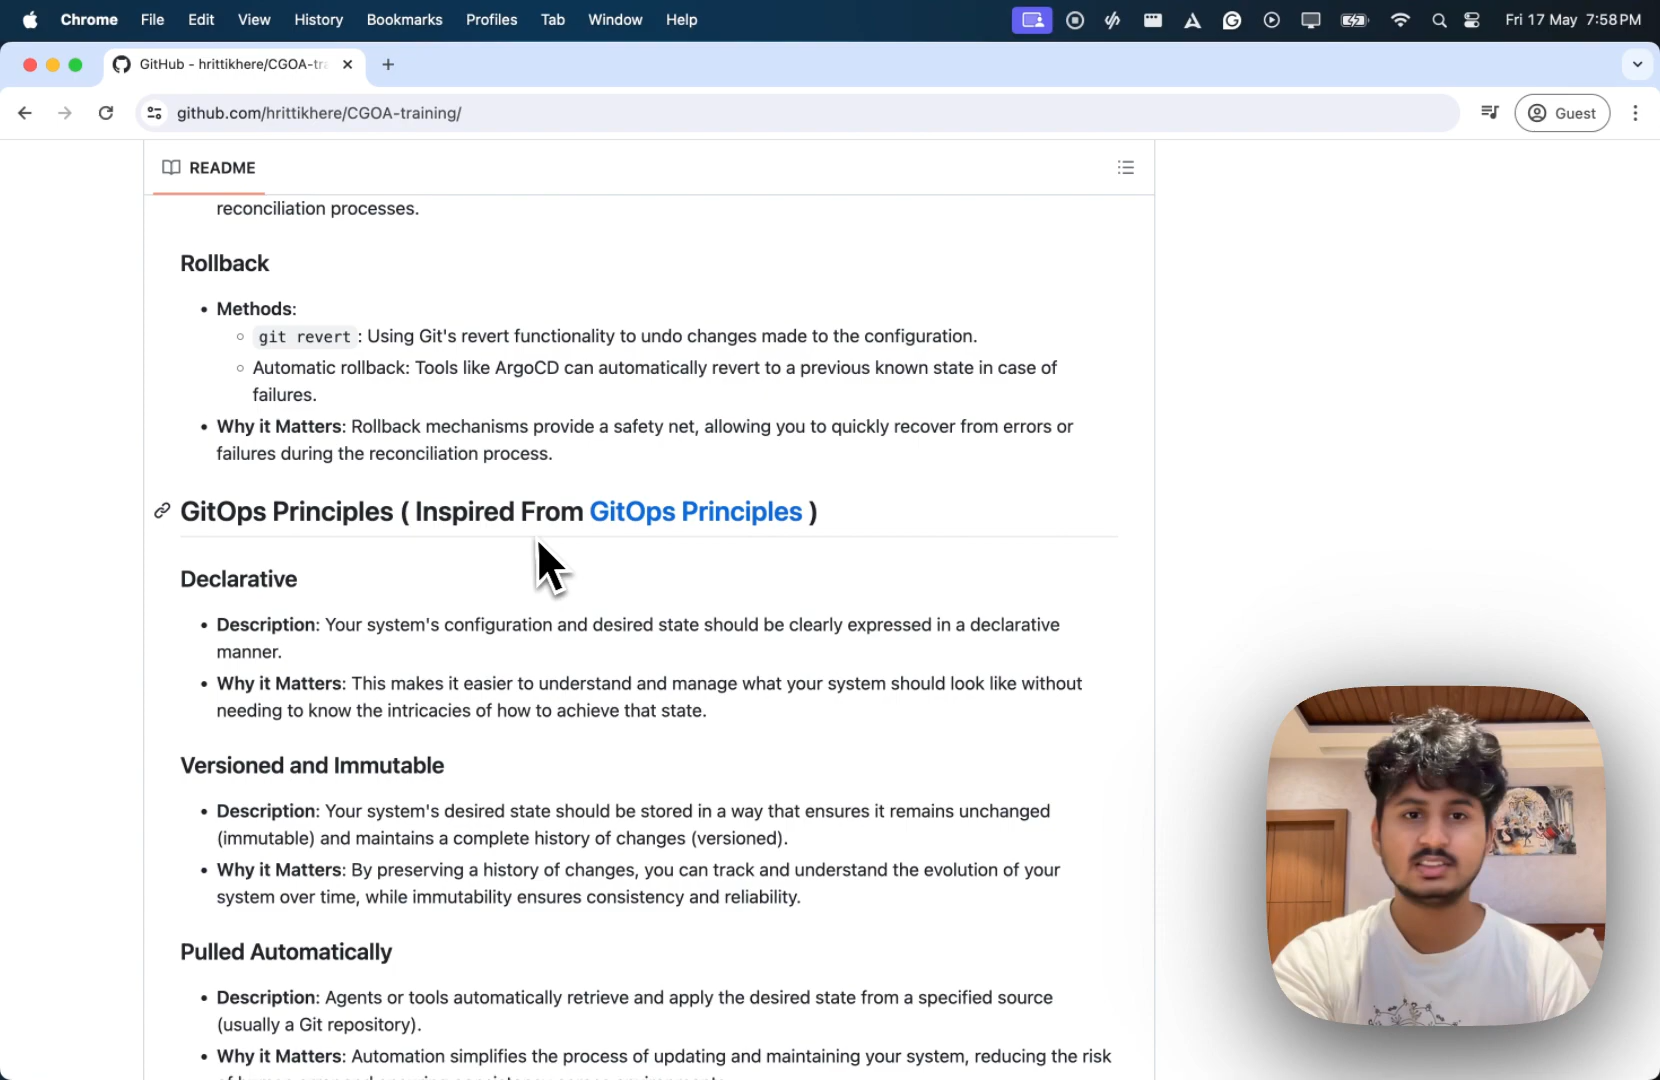 Chrome File Edit View History Bookmarks Profiles Tab Window Help Fri 17 May 7:58 PM
GitHub - hrittikhere/CGOA-tra
github.com/hrittikhere/CGOA-training/ Guest
README
reconciliation processes.
Rollback
• Methods:
git revert : Using Git's revert functionality to undo changes made to the configuration.
Automatic rollback: Tools like ArgoCD can automatically revert to a previous known state in case of
failures.
• Why it Matters: Rollback mechanisms provide a safety net, allowing you to quickly recover from errors or
failures during the reconciliation process.
GitOps Principles ( Inspired From GitOps Principles )
Declarative
• Description: Your system's configuration and desired state should be clearly expressed in a declarative
manner.
• Why it Matters: This makes it easier to understand and manage what your system should look like without
needing to know the intricacies of how to achieve that state.
Versioned and Immutable
• Description: Your system's desired state should be stored in a way that ensures it remains unchanged
(immutable) and maintains a complete history of changes (versioned).
• Why it Matters: By preserving a history of changes, you can track and understand the evolution of your
system over time, while immutability ensures consistency and reliability.
Pulled Automatically
• Description: Agents or tools automatically retrieve and apply the desired state from a specified source
(usually a Git repository).
• Why it Matters: Automation simplifies the process of updating and maintaining your system, reducing the risk